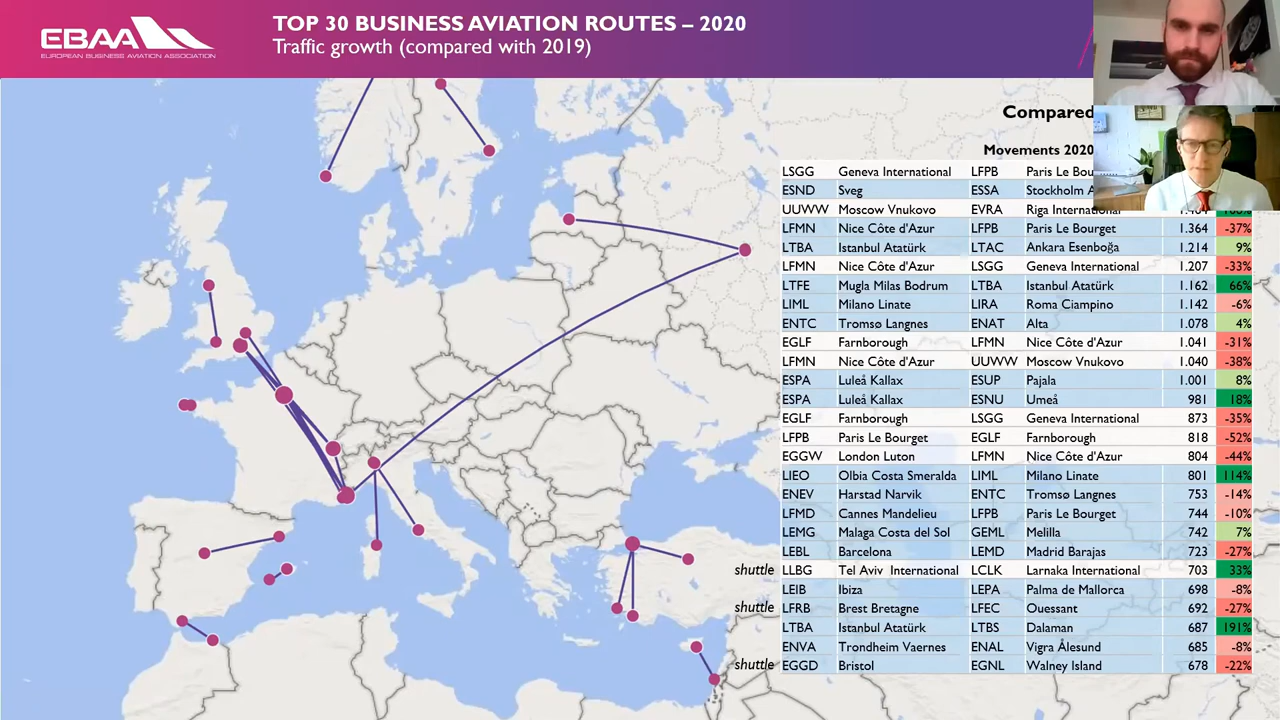 EBAA
EUROPEAN BUSINESS AVIATION ASSOCIATION
TOP 30 BUSINESS AVIATION ROUTES – 2020
Traffic growth (compared with 2019)
Compared
Movements 2020
LSGG Geneva International LFPB Paris Le
ESND Sveg ESSA Stockholm
UUWW Moscow Vnukovo EVRA Riga International
LFMN Nice Côte d'Azur LFPB Paris Le Bourget 1.364 -37%
LTBA Istanbul Atatürk LTAC Ankara Esenboğa 1.214 9%
LFMN Nice Côte d'Azur LSGG Geneva International 1.207 -33%
LTFE Mugla Milas Bodrum LTBA Istanbul Atatürk 1.162 66%
LIML Milano Linate LIRA Roma Ciampino 1.142 -6%
ENTC Tromsø Langnes ENAT Alta 1.078 4%
EGLF Farnborough LFMN Nice Côte d'Azur 1.041 -31%
LFMN Nice Côte d'Azur UUWW Moscow Vnukovo 1.040 -38%
ESPA Luleå Kallax ESUP Pajala 1.001 8%
ESPA Luleå Kallax ESNU Umeå 981 18%
EGLF Farnborough LSGG Geneva International 873 -35%
LFPB Paris Le Bourget EGLF Farnborough 818 -52%
EGGW London Luton LFMN Nice Côte d'Azur 804 -44%
LIEO Olbia Costa Smeralda LIML Milano Linate 801 114%
ENEV Harstad Narvik ENTC Tromsø Langnes 753 -14%
LFMD Cannes Mandelieu LFPB Paris Le Bourget 744 -10%
LEMG Malaga Costa del Sol GEML Melilla 742 7%
LEBL Barcelona LEMD Madrid Barajas 723 -27%
shuttle LLBG Tel Aviv International LCLK Larnaka International 703 33%
LEIB Ibiza LEPA Palma de Mallorca 698 -8%
shuttle LFRB Brest Bretagne LFEC Ouessant 692 -27%
LTBA Istanbul Atatürk LTBS Dalaman 687 191%
ENVA Trondheim Vaernes ENAL Vigra Ålesund 685 -8%
shuttle EGGD Bristol EGNL Walney Island 678 -22%